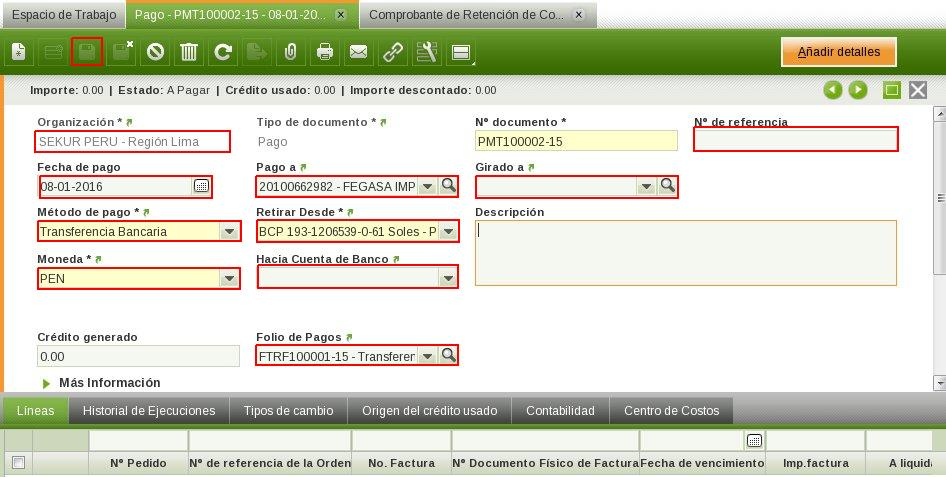 Espacio de Trabajo Pago - PMT100002-15 - 08-01-20... Comprobante de Retención de Co...
Añadir detalles
Importe: 0.00 | Estado: A Pagar | Crédito usado: 0.00 | Importe descontado: 0.00
Organización * Tipo de documento * Nº documento * Nº de referencia
SEKUR PERU - Región Lima Pago PMT100002-15
Fecha de pago Pago a Girado a
08-01-2016 20100662982 - FEGASA IMP
Método de pago * Retirar Desde * Descripción
Transferencia Bancaria BCP 193-1206539-0-61 Soles - P
Moneda * Hacia Cuenta de Banco
PEN
Crédito generado Folio de Pagos
0.00 FTRF100001-15 - Transferen
Más Información
Líneas Historial de Ejecuciones Tipos de cambio Origen del crédito usado Contabilidad Centro de Costos
Nº Pedido Nº de referencia de la Orden No. Factura Nº Documento Físico de Factura Fecha de vencimiento Imp.factura A liquida